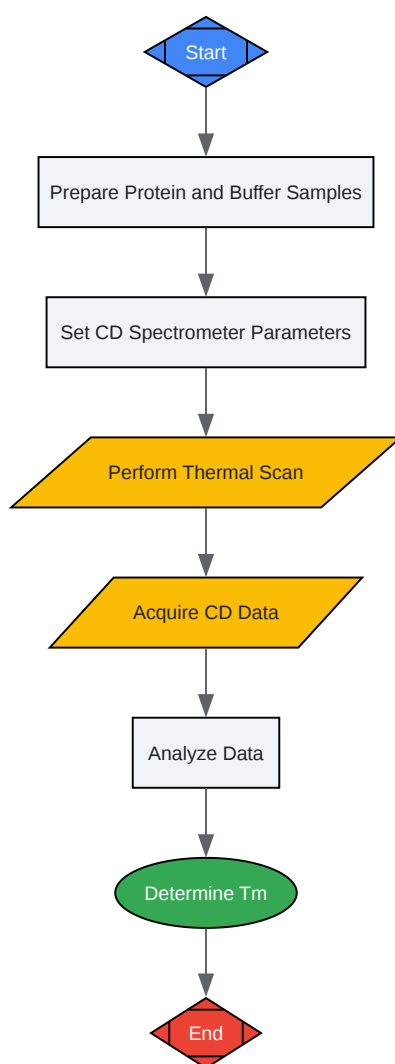 Start
Prepare Protein and Buffer Samples
Set CD Spectrometer Parameters
Perform Thermal Scan
Acquire CD Data
Analyze Data
Determine Tm
End